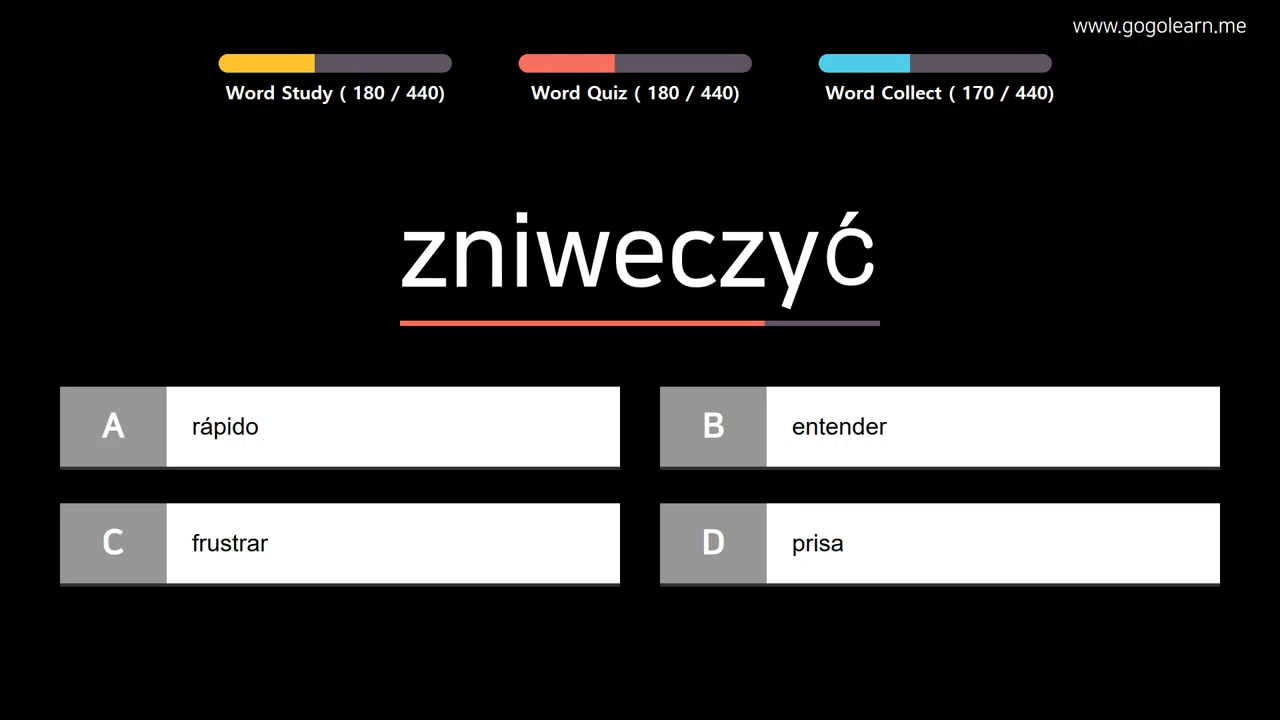 www.gogolearn.me
Word Study ( 180 / 440)
Word Quiz ( 180 / 440)
Word Collect ( 170 / 440)
zniweczyć
A rápido
B entender
C frustrar
D prisa